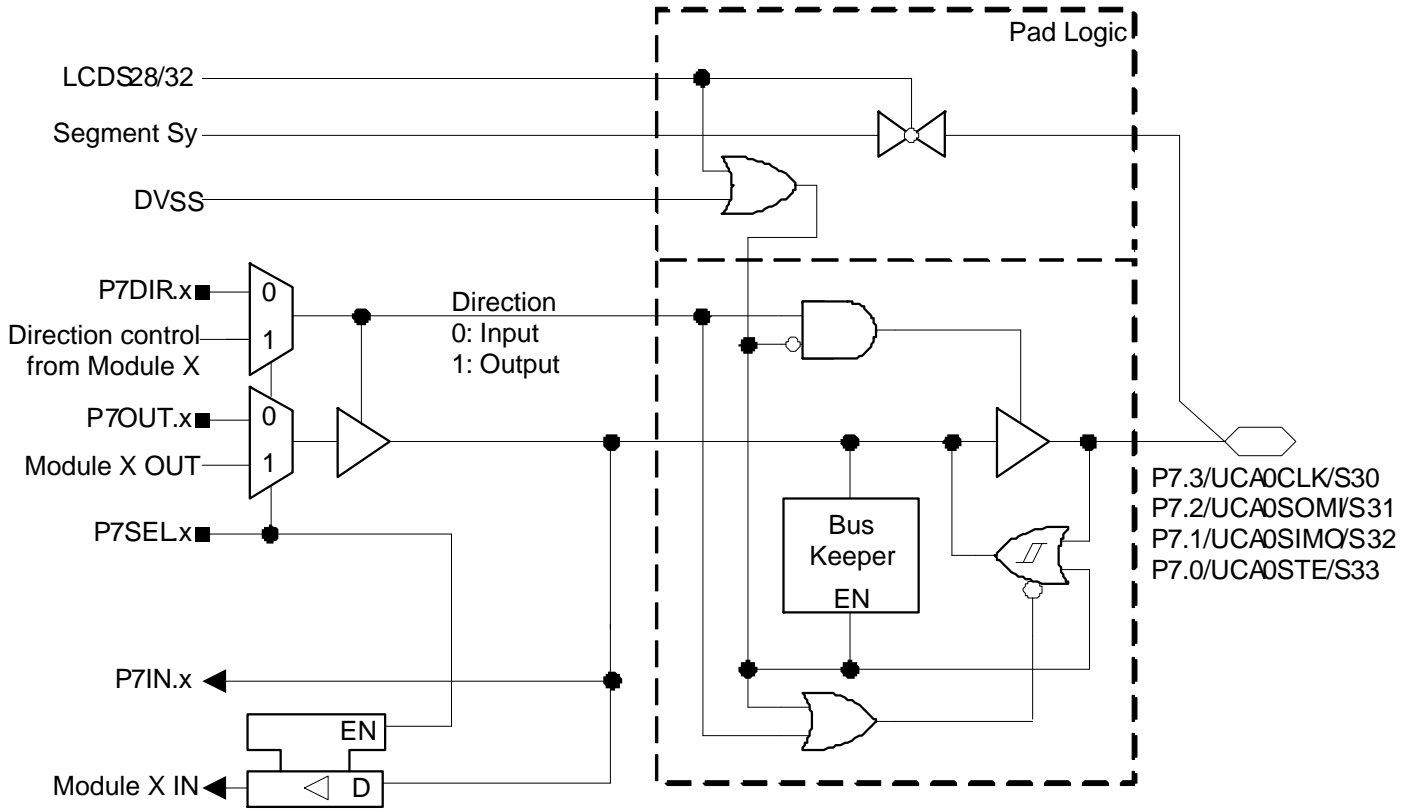 Pad Logic
LCDS28/32
Segment Sy
DVSS
P7DIR.x
0
Direction control
from Module X
1
Direction
0: Input
1: Output
P7OUT.x
0
Module X OUT
1
P7SEL.x
P7.3/UCA0CLK/S30
P7.2/UCA0SOMI/S31
P7.1/UCA0SIMO/S32
P7.0/UCA0STE/S33
Bus
Keeper
EN
P7IN.x
EN
Module X IN
D